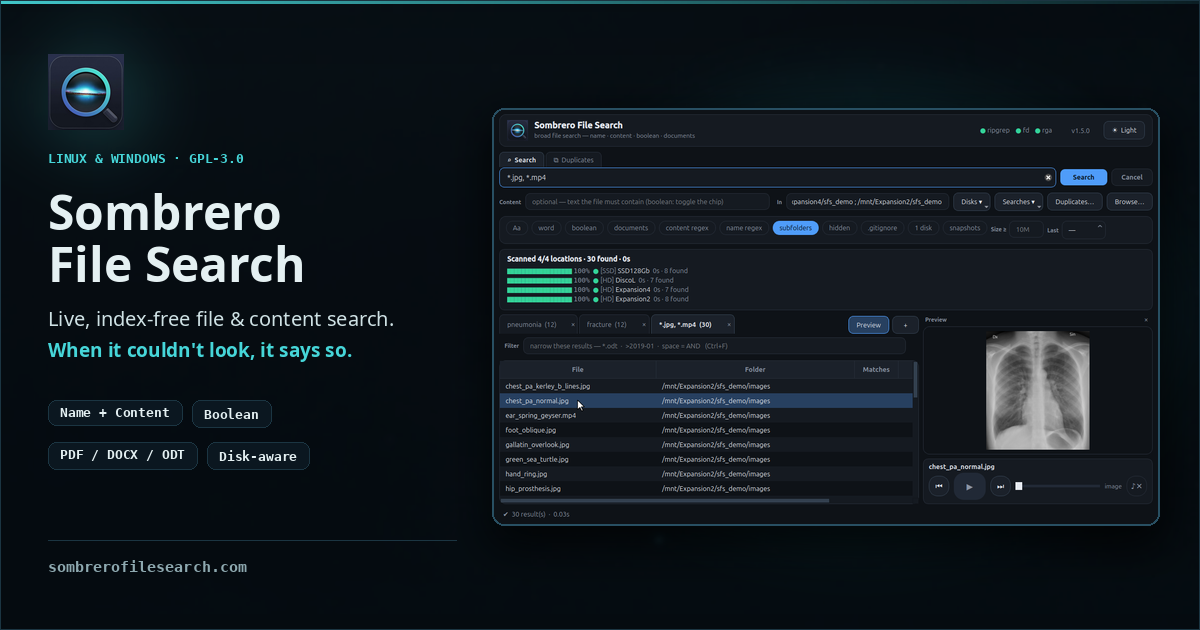 LINUX & WINDOWS · GPL-3.0
Sombrero
File Search
Live, index-free file & content search.
When it couldn't look, it says so.
Name + Content
Boolean
PDF / DOCX / ODT
Disk-aware
sombrerofilesearch.com
Sombrero File Search
broad file search — name · content · boolean · documents
ripgrep fd rga v1.5.0 Light
Search Duplicates
*.jpg, *.mp4 Search Cancel
Content optional — text the file must contain (boolean: toggle the chip) In /sfs_demo ; /mnt/Expansion2/sfs_demo Disks ▾ Searches ▾ Duplicates... Browse...
Aa word boolean documents content regex name regex subfolders hidden .gitignore 1 disk snapshots Size ≥ 10M Last —
Scanned 4/4 locations · 30 found · 0s
100% [SSD] SSD128Gb 0s · 8 found
100% [HD] DiscoL 0s · 7 found
100% [HD] Expansion4 0s · 7 found
100% [HD] Expansion2 0s · 8 found
pneumonia (12) × fracture (12) × *.jpg, *.mp4 (30) × Preview +
Filter narrow these results — *.odt · >2019-01 · space = AND (Ctrl+F)
File Folder Matches
chest_pa_kerley_b_lines.jpg /mnt/Expansion2/sfs_demo/images
chest_pa_normal.jpg /mnt/Expansion2/sfs_demo/images
ear_spring_geyser.mp4 /mnt/Expansion2/sfs_demo/images
foot_oblique.jpg /mnt/Expansion2/sfs_demo/images
gallatin_overlook.jpg /mnt/Expansion2/sfs_demo/images
green_sea_turtle.jpg /mnt/Expansion2/sfs_demo/images
hand_ring.jpg /mnt/Expansion2/sfs_demo/images
hip_prosthesis.jpg /mnt/Expansion2/sfs_demo/images
✔ 30 result(s) · 0.03s
Preview ×
chest_pa_normal.jpg
image